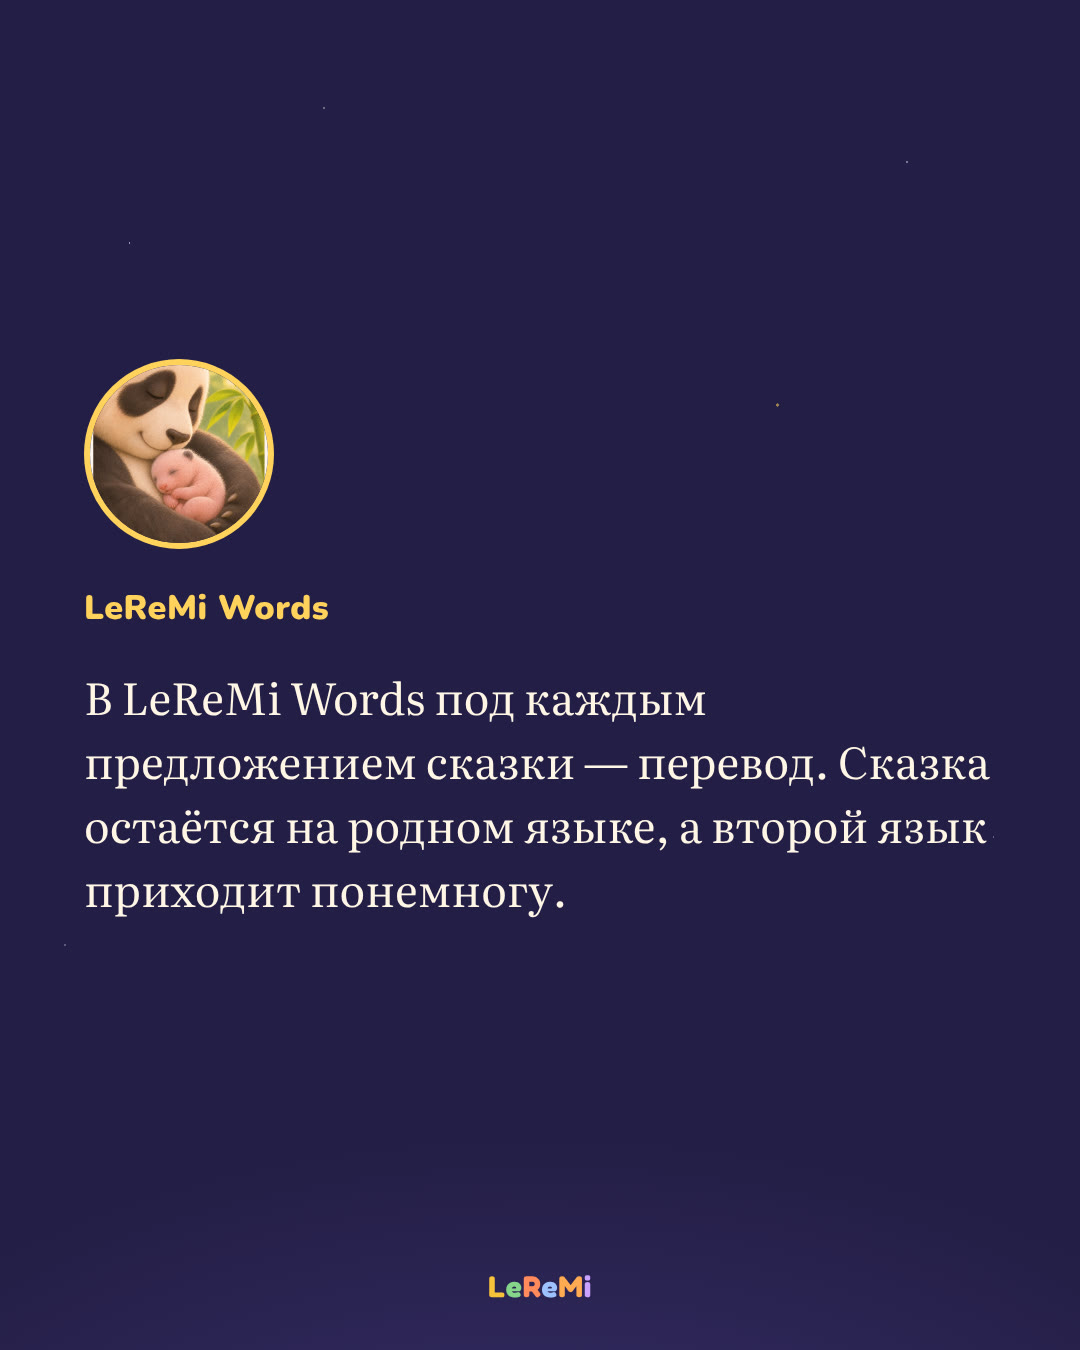 LeReMi Words
В LeReMi Words под каждым
предложением сказки — перевод. Сказка
остаётся на родном языке, а второй язык
приходит понемногу.
LeReMi